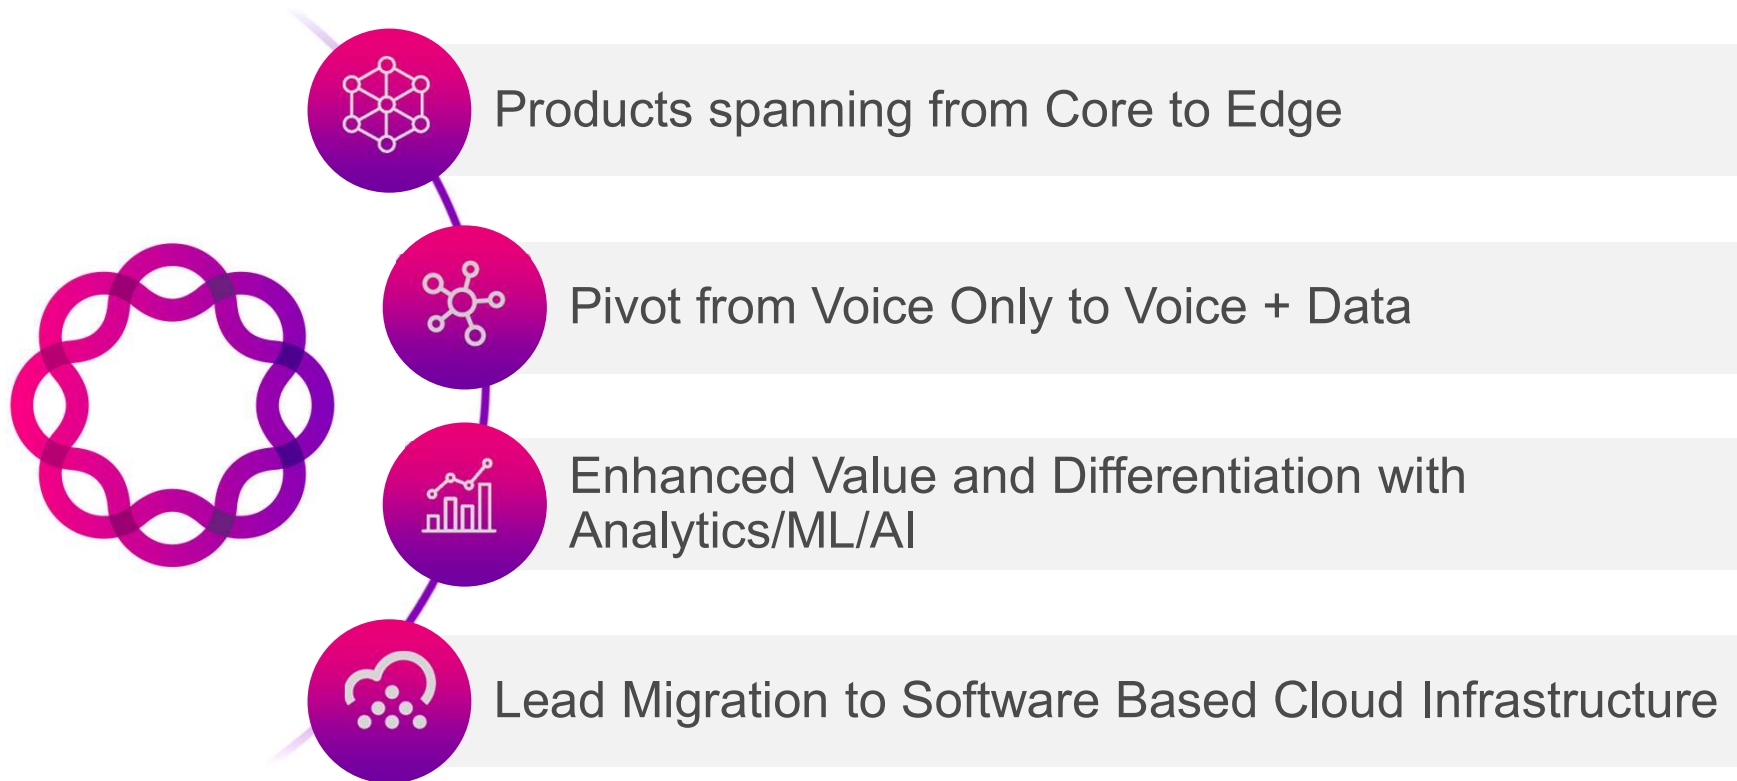 Products spanning from Core to Edge
Pivot from Voice Only to Voice + Data
Enhanced Value and Differentiation with
Analytics/ML/AI
Lead Migration to Software Based Cloud Infrastructure